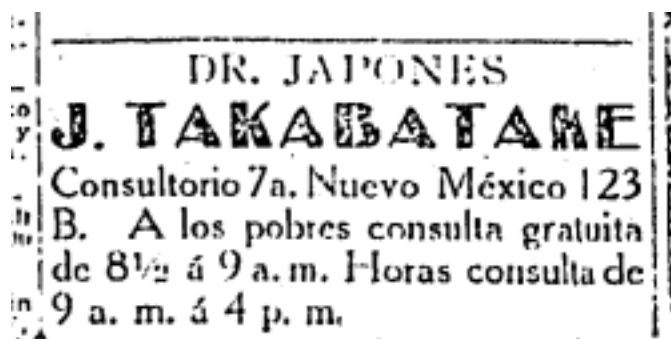 DR. JAPONES
J. TAKABATAKE
Consultorio 7a. Nuevo México 123
B. A los pobres consulta gratuita
de 8½ á 9 a. m. Horas consulta de
9 a. m. á 4 p. m.